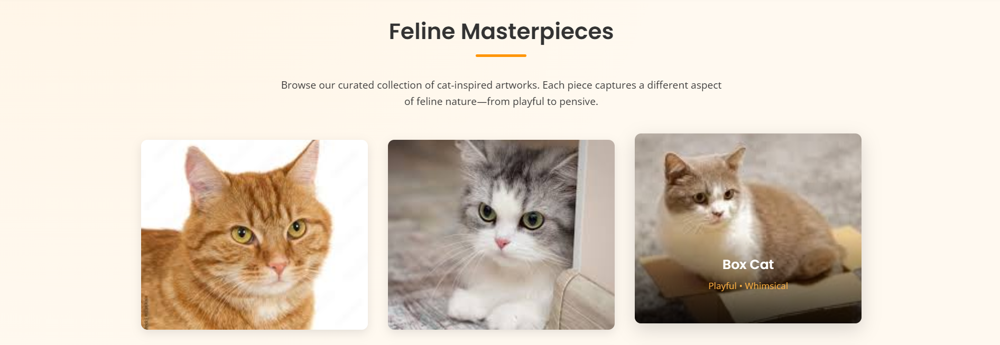 Feline Masterpieces
Browse our curated collection of cat-inspired artworks. Each piece captures a different aspect
of feline nature—from playful to pensive.
Box Cat
Playful • Whimsical